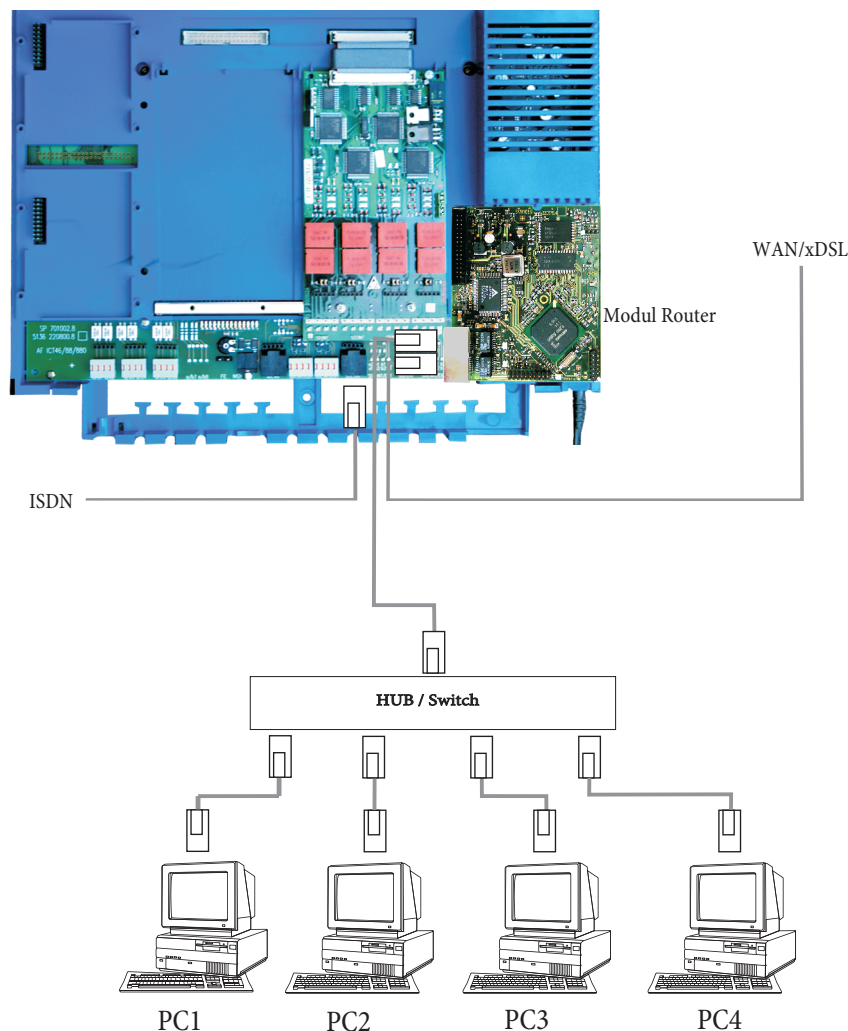 WAN/xDSL
Modul Router
SP 701002.8
5136 220800.8
AF ICT46/88/880
ISDN
HUB / Switch
PC1
PC2
PC3
PC4